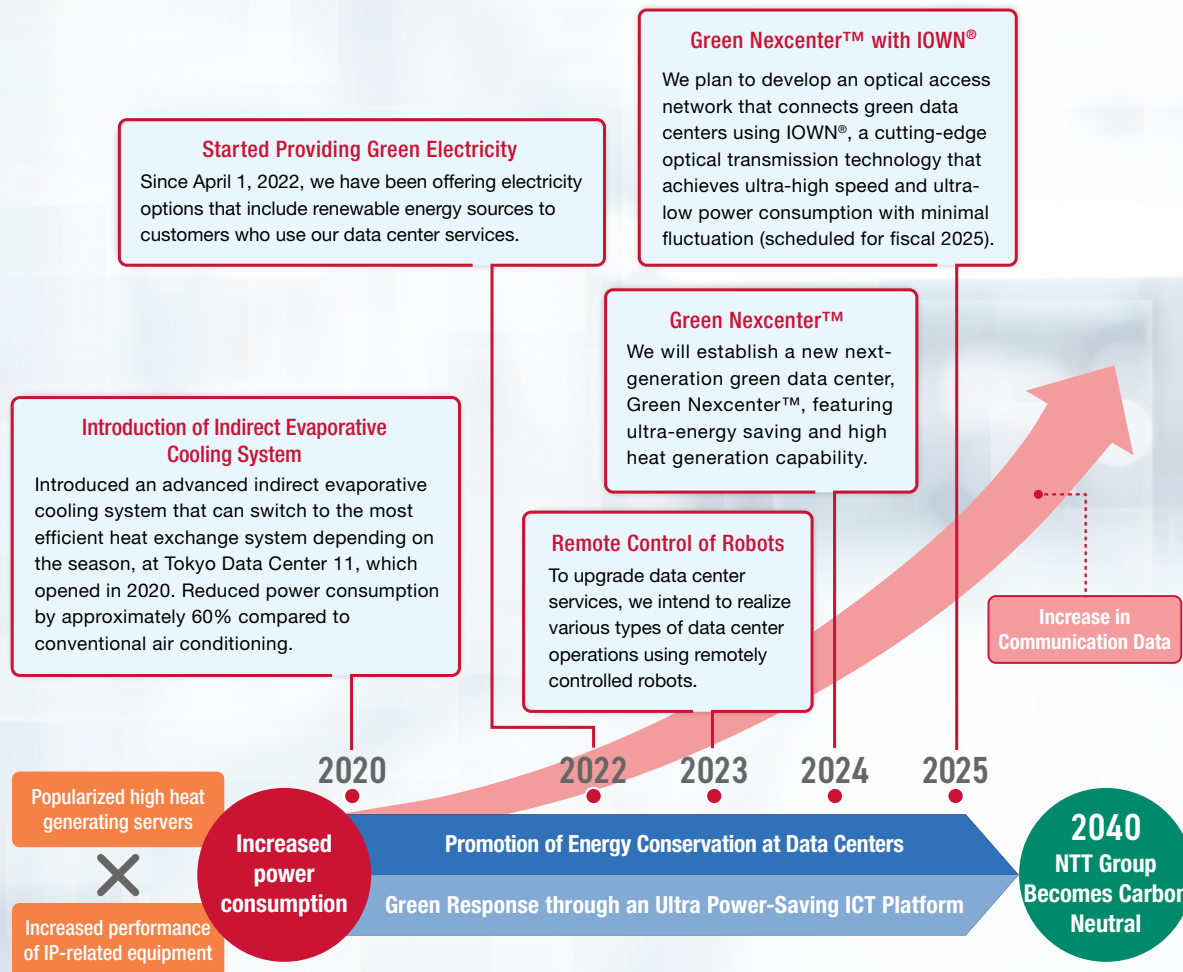 Green Nexcenter™ with IOWN®
We plan to develop an optical access
network that connects green data
centers using IOWN®, a cutting-edge
optical transmission technology that
achieves ultra-high speed and ultra-
low power consumption with minimal
fluctuation (scheduled for fiscal 2025).
Started Providing Green Electricity
Since April 1, 2022, we have been offering electricity
options that include renewable energy sources to
customers who use our data center services.
Green Nexcenter™
We will establish a new next-
generation green data center,
Green Nexcenter™, featuring
ultra-energy saving and high
heat generation capability.
Introduction of Indirect Evaporative
Cooling System
Introduced an advanced indirect evaporative
cooling system that can switch to the most
efficient heat exchange system depending on
the season, at Tokyo Data Center 11, which
opened in 2020. Reduced power consumption
by approximately 60% compared to
conventional air conditioning.
Remote Control of Robots
To upgrade data center
services, we intend to realize
various types of data center
operations using remotely
controlled robots.
Increase in
Communication Data
2020
2022
2023
2024
2025
Popularized high heat
generating servers
Increased performance
of IP-related equipment
Increased
power
consumption
Promotion of Energy Conservation at Data Centers
Green Response through an Ultra Power-Saving ICT Platform
2040
NTT Group
Becomes Carbon
Neutral